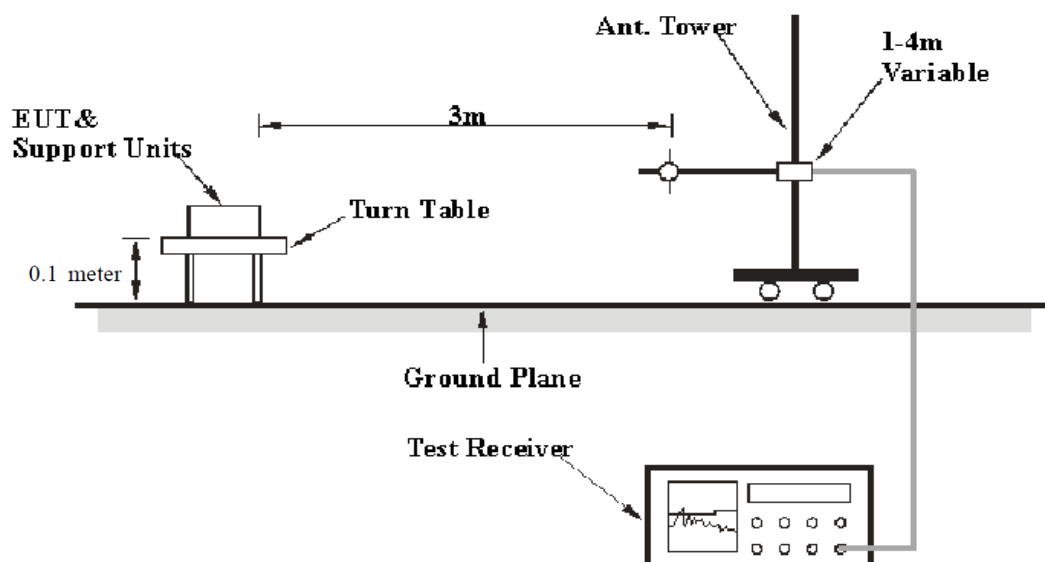 Ant. Tower
1-4m
Variable
EUT&
Support Units
3m
Turn Table
0.1 meter
Ground Plane
Test Receiver